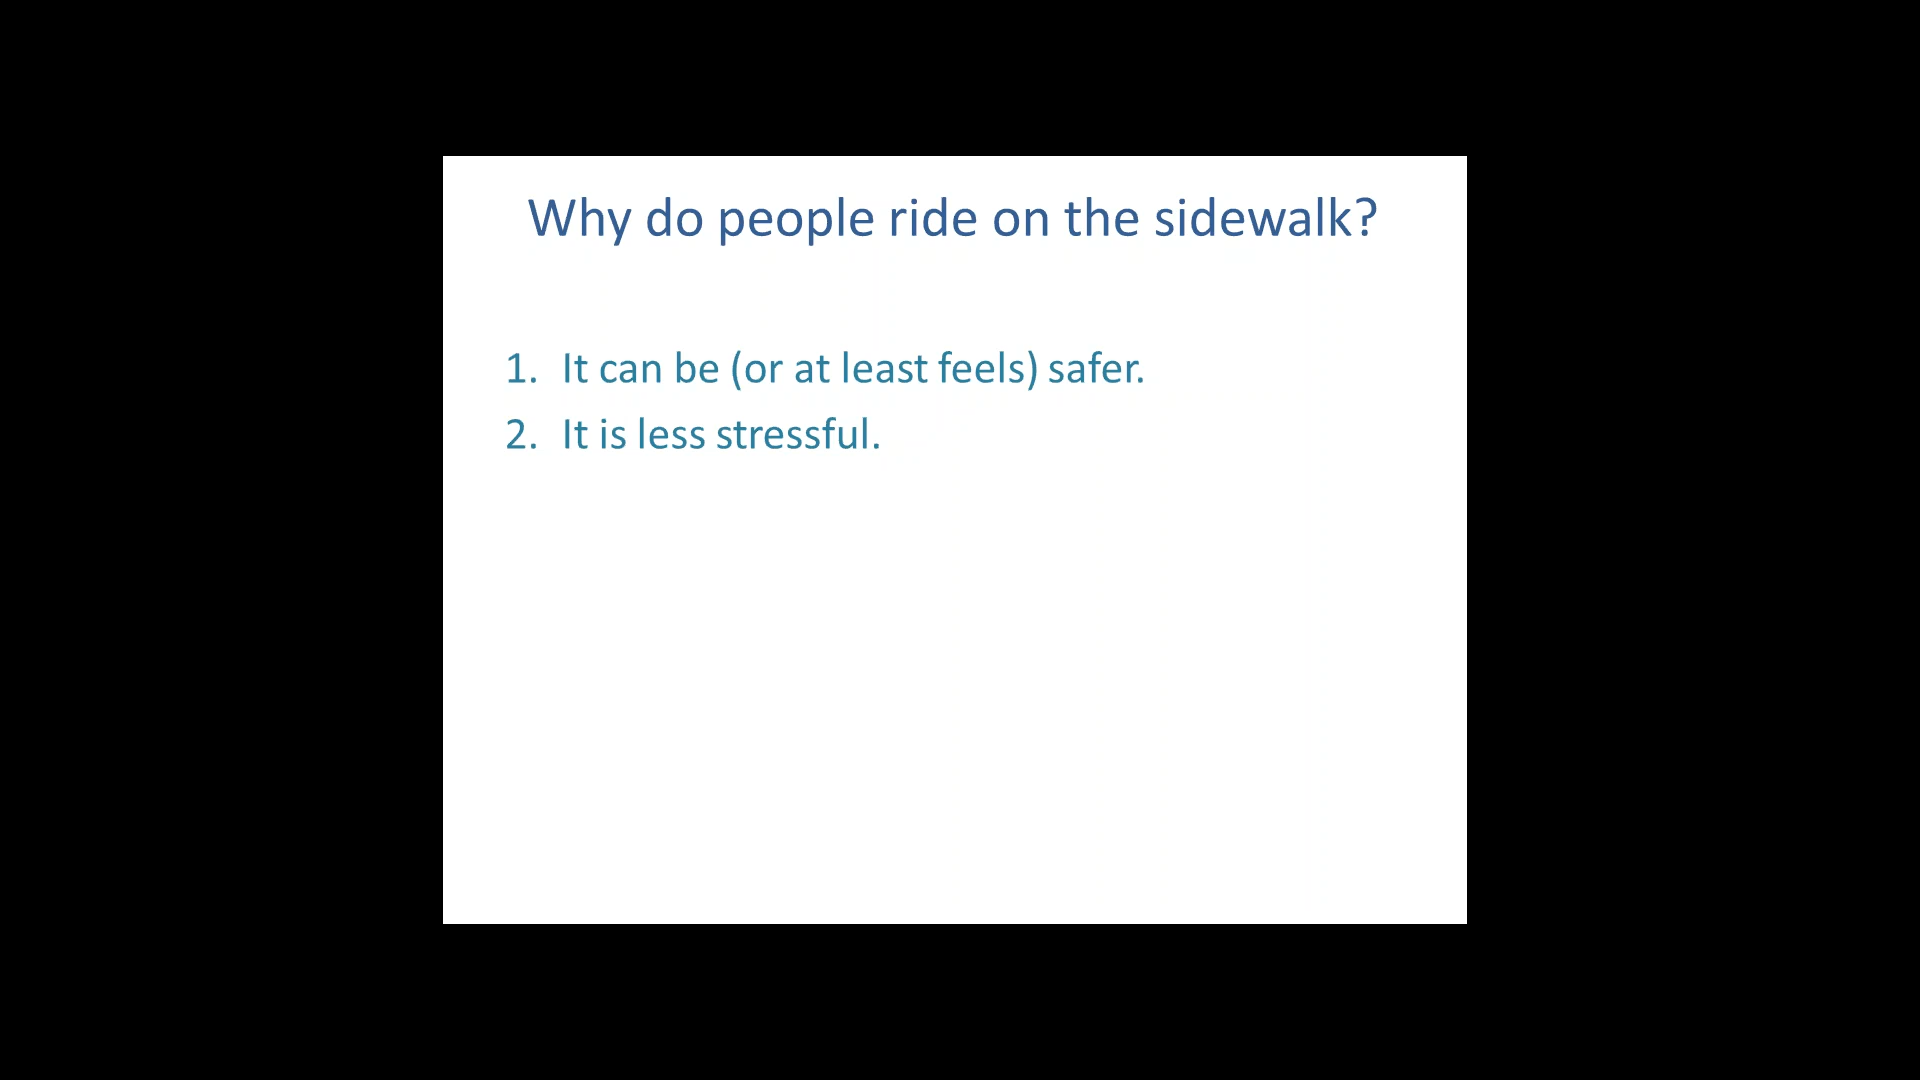 Why do people ride on the sidewalk?
1. It can be (or at least feels) safer.
2. It is less stressful.